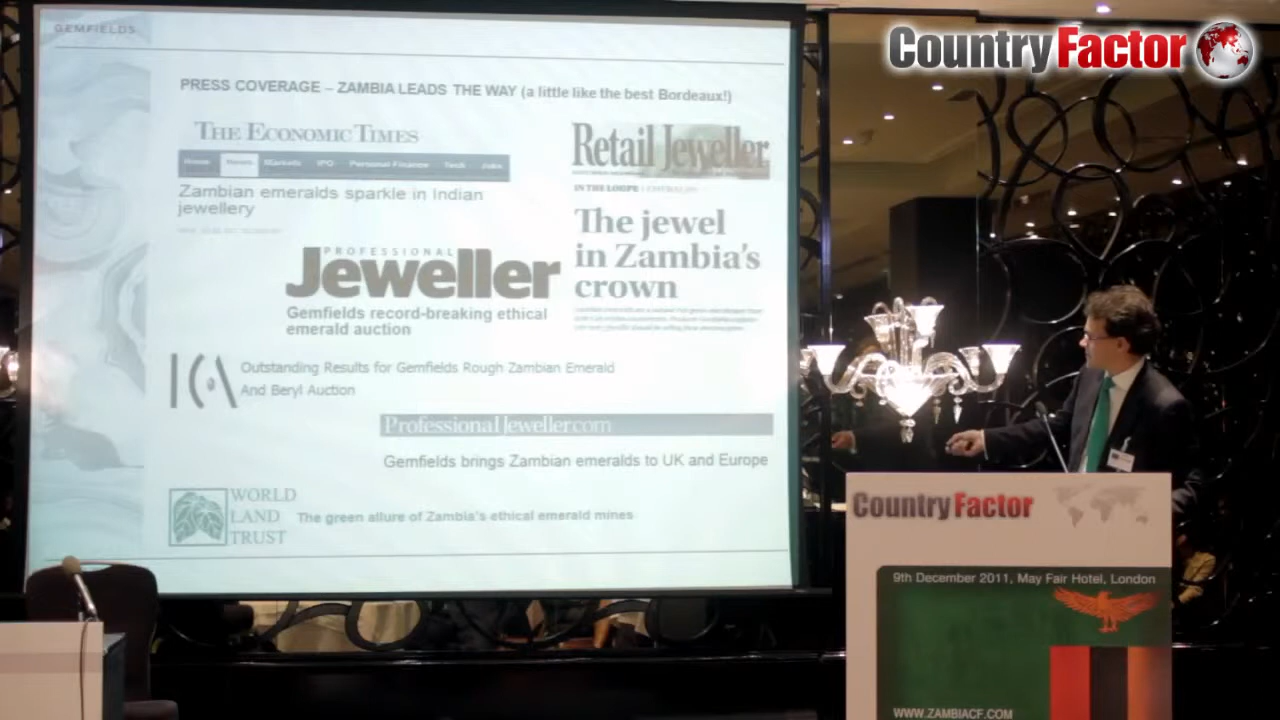 GEMFIELDS
CountryFactor
PRESS COVERAGE – ZAMBIA LEADS THE WAY (a little like the best Bordeaux!)
THE ECONOMIC TIMES
Home News Markets IPO Personal Finance Tech Jobs
Zambian emeralds sparkle in Indian
jewellery
Retail Jeweller
IN THE LOUPE
The jewel
in Zambia's
crown
PROFESSIONAL
Jeweller
Gemfields record-breaking ethical
emerald auction
ICA
Outstanding Results for Gemfields Rough Zambian Emerald
And Beryl Auction
ProfessionalJeweller.com
Gemfields brings Zambian emeralds to UK and Europe
WORLD
LAND
TRUST
The green allure of Zambia's ethical emerald mines
CountryFactor
9th December 2011, May Fair Hotel, London
WWW.ZAMBIACF.COM